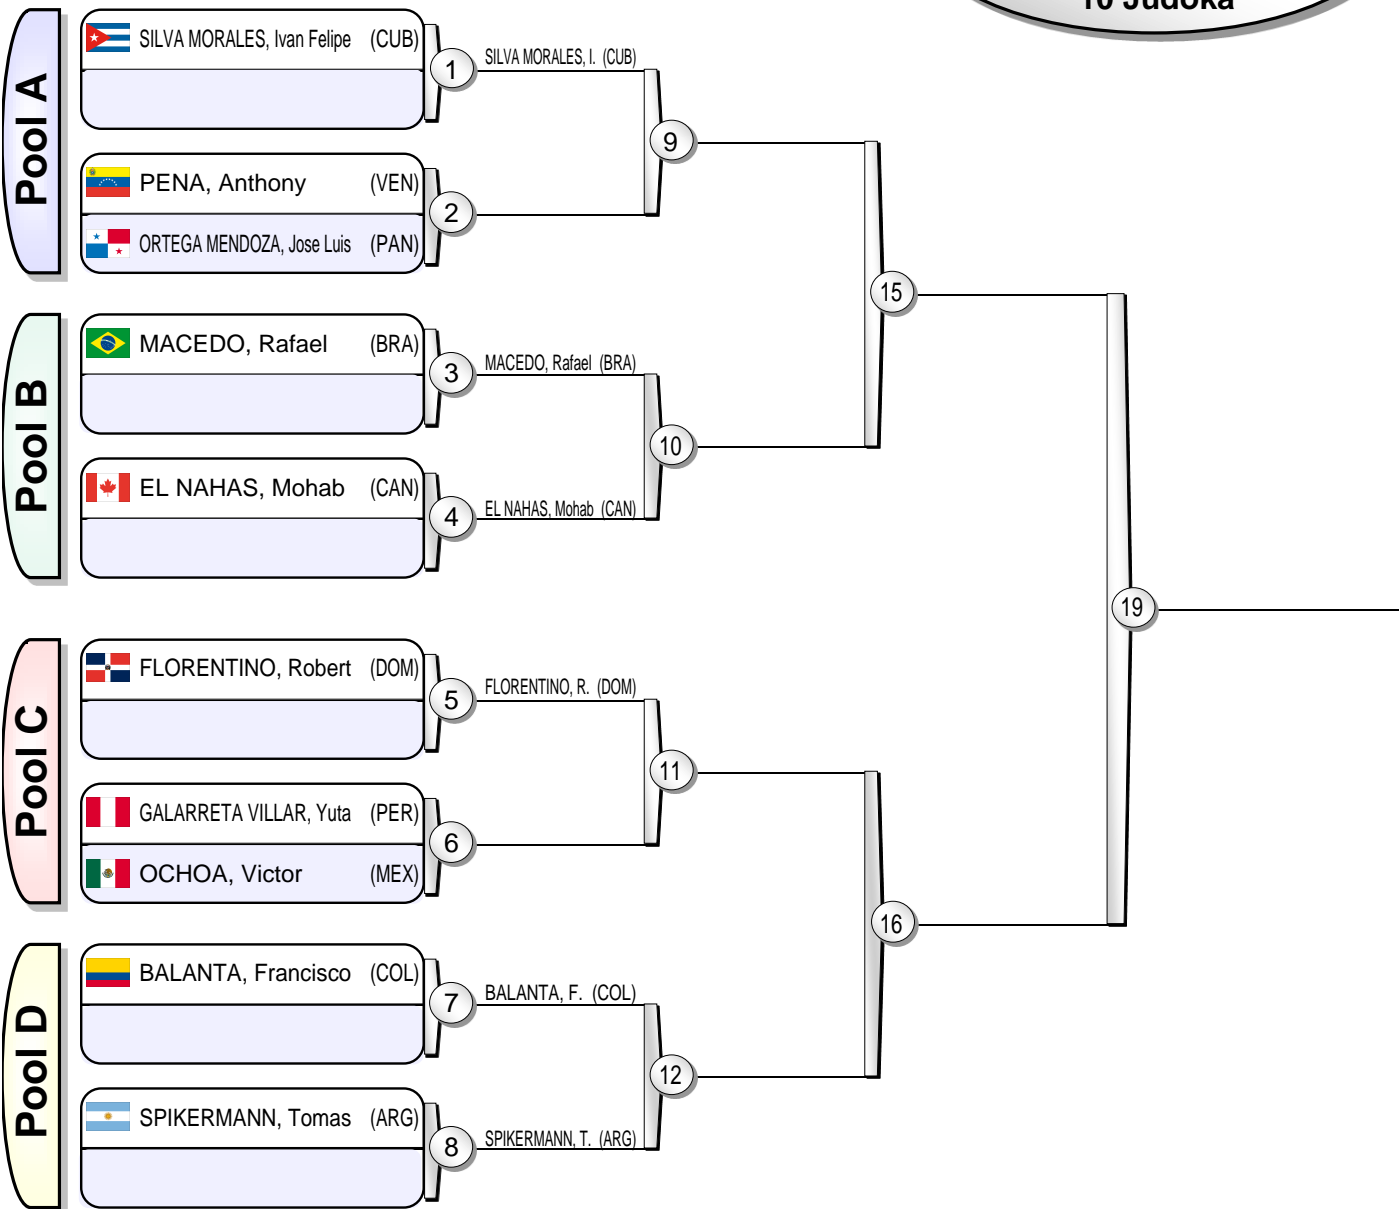 10 Judoka
Pool A
SILVA MORALES, Ivan Felipe (CUB)
1
SILVA MORALES, I. (CUB)
9
PENA, Anthony (VEN)
2
ORTEGA MENDOZA, Jose Luis (PAN)
15
Pool B
MACEDO, Rafael (BRA)
3
MACEDO, Rafael (BRA)
10
EL NAHAS, Mohab (CAN)
4
EL NAHAS, Mohab (CAN)
19
Pool C
FLORENTINO, Robert (DOM)
5
FLORENTINO, R. (DOM)
11
GALARRETA VILLAR, Yuta (PER)
6
OCHOA, Victor (MEX)
16
Pool D
BALANTA, Francisco (COL)
7
BALANTA, F. (COL)
12
SPIKERMANN, Tomas (ARG)
8
SPIKERMANN, T. (ARG)